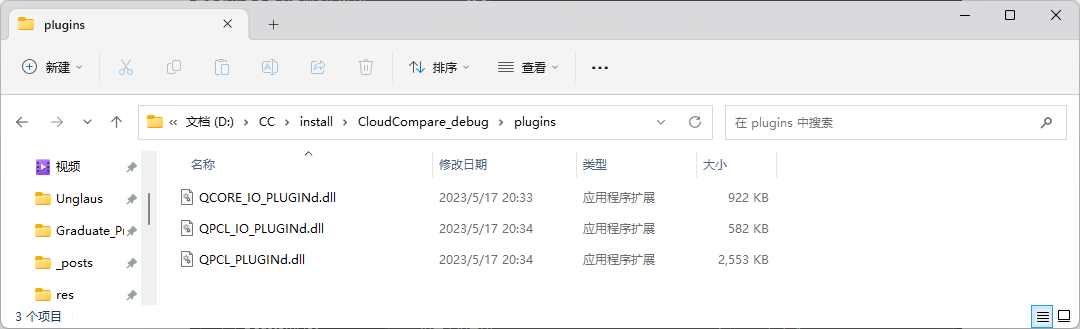 plugins
新建
排序
查看
« 文档 (D:) > CC > install > CloudCompare_debug > plugins
在 plugins 中搜索
视频
Unglaus
Graduate_Pr
_posts
res
名称 修改日期 类型 大小
QCORE_IO_PLUGINd.dll 2023/5/17 20:33 应用程序扩展 922 KB
QPCL_IO_PLUGINd.dll 2023/5/17 20:34 应用程序扩展 582 KB
QPCL_PLUGINd.dll 2023/5/17 20:34 应用程序扩展 2,553 KB
3 个项目